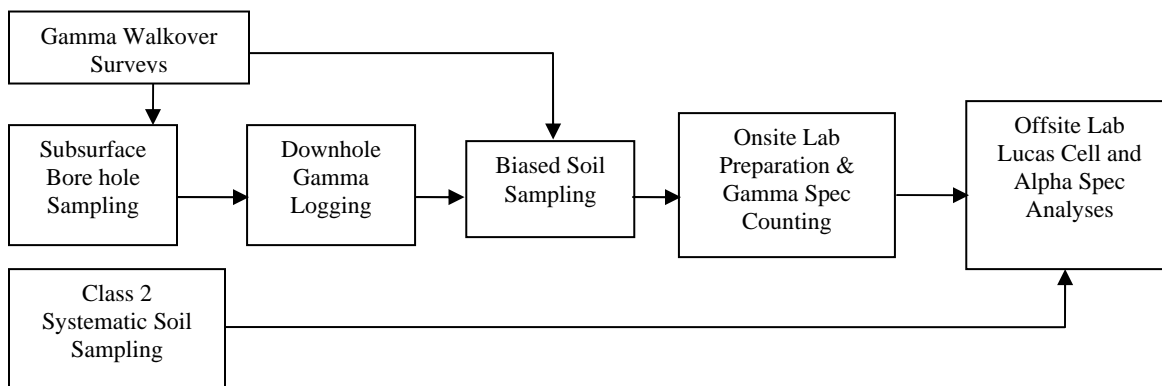 Gamma Walkover
Surveys
Subsurface
Bore hole
Sampling
Downhole
Gamma
Logging
Biased Soil
Sampling
Onsite Lab
Preparation &
Gamma Spec
Counting
Offsite Lab
Lucas Cell and
Alpha Spec
Analyses
Class 2
Systematic Soil
Sampling